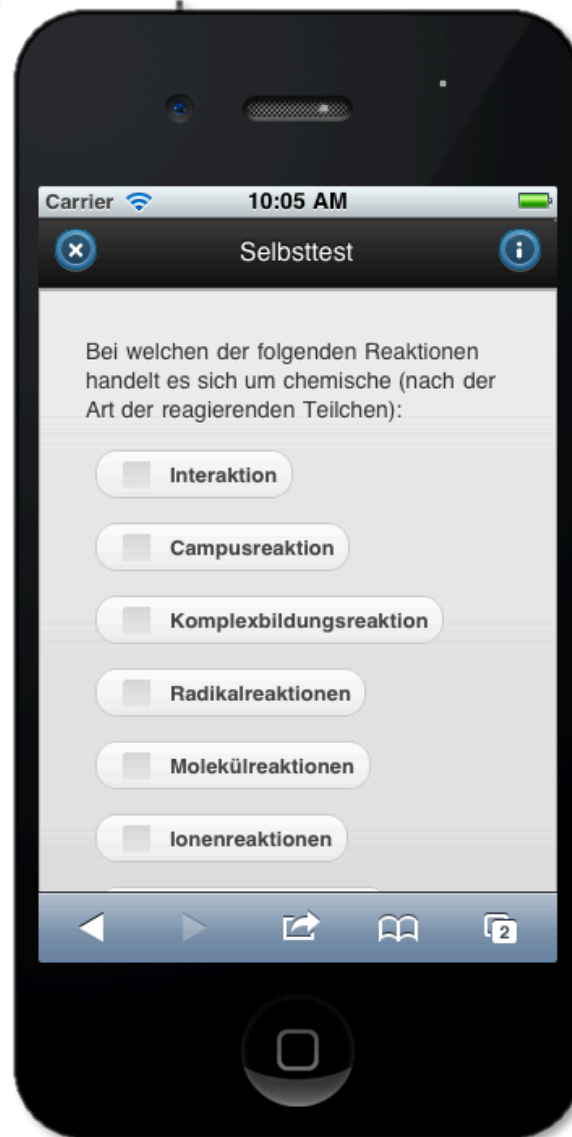 Carrier 10:05 AM
Selbsttest
Bei welchen der folgenden Reaktionen
handelt es sich um chemische (nach der
Art der reagierenden Teilchen):
Interaktion
Campusreaktion
Komplexbildungsreaktion
Radikalreaktionen
Molekülreaktionen
Ionenreaktionen
2